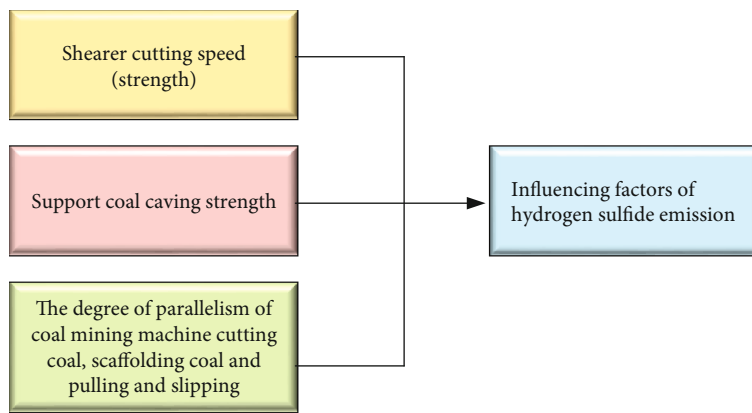 Shearer cutting speed
(strength)
Support coal caving strength
The degree of parallelism of
coal mining machine cutting
coal, scaffolding coal and
pulling and slipping
Influencing factors of
hydrogen sulfide emission